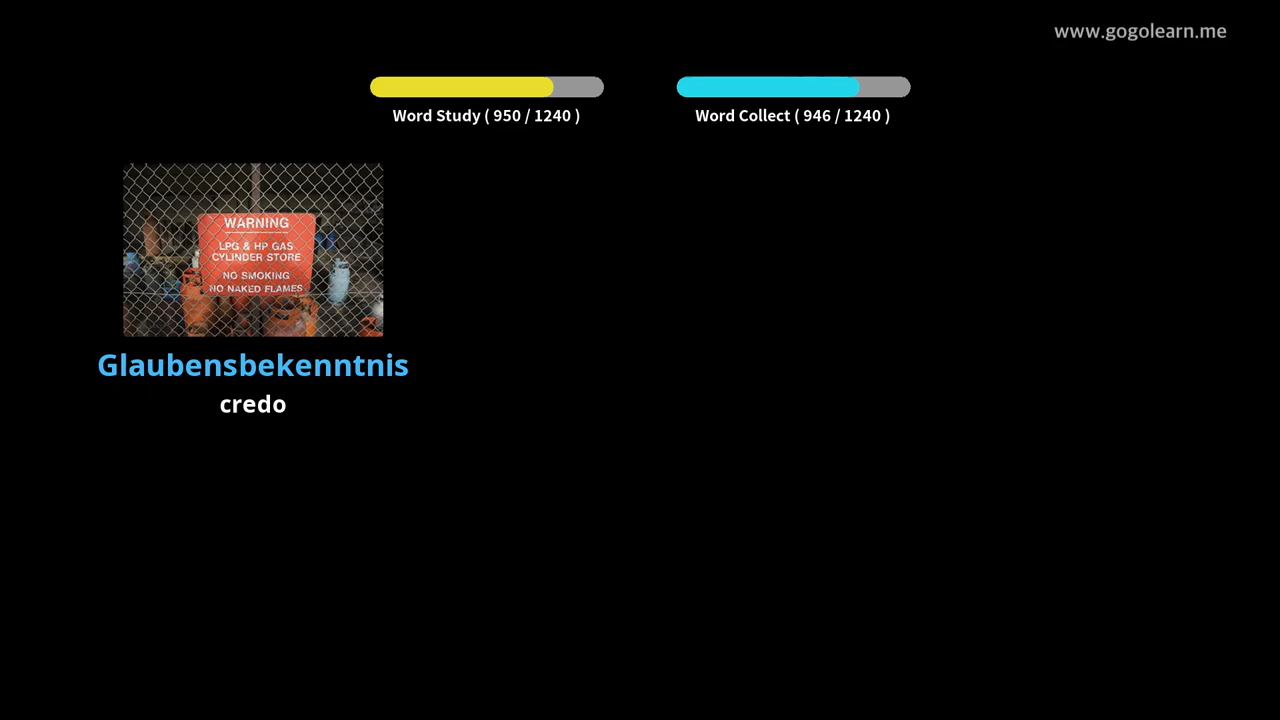 www.gogolearn.me
Word Study ( 950 / 1240 )
Word Collect ( 946 / 1240 )
WARNING
LPG & HP GAS
CYLINDER STORE
NO SMOKING
NO NAKED FLAMES
Glaubensbekenntnis
credo